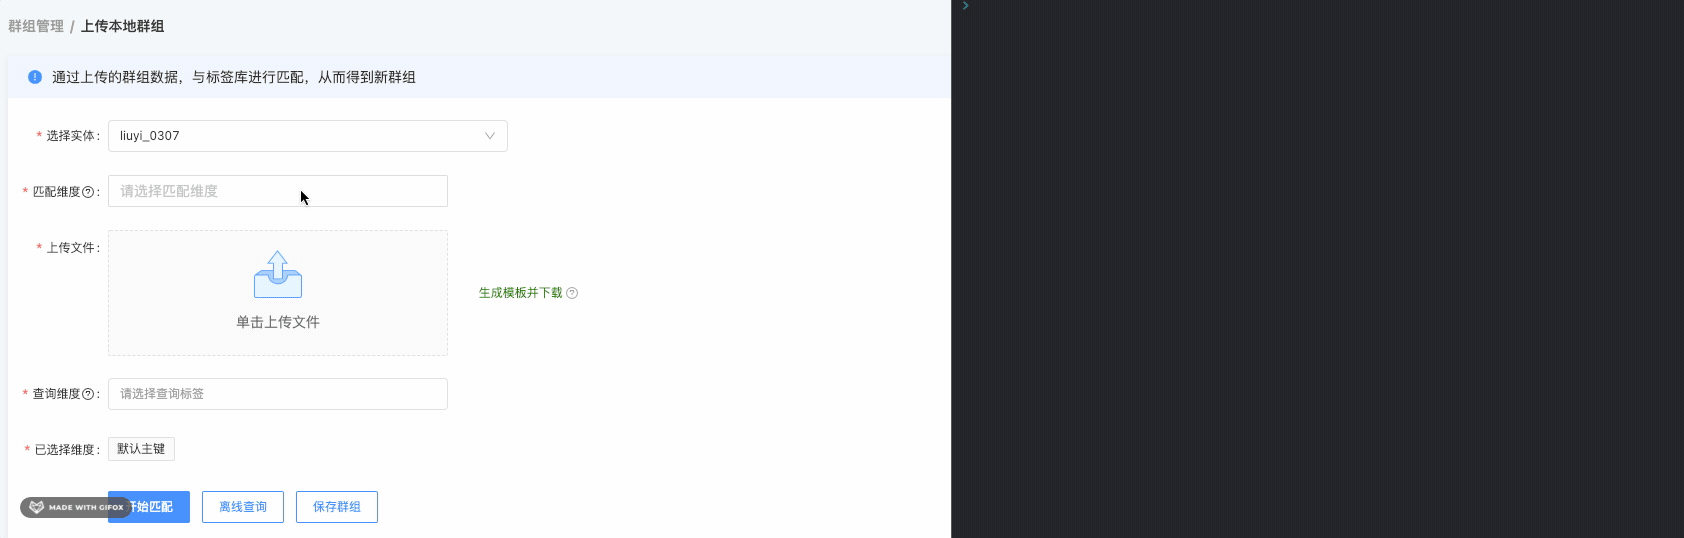 群组管理 / 上传本地群组
通过上传的群组数据，与标签库进行匹配，从而得到新群组
* 选择实体: liuyi_0307
* 匹配维度?: 请选择匹配维度
* 上传文件:
单击上传文件
生成模板并下载 ?
* 查询维度?: 请选择查询标签
* 已选择维度: 默认主键
MADE WITH GIFOX
开始匹配 离线查询 保存群组